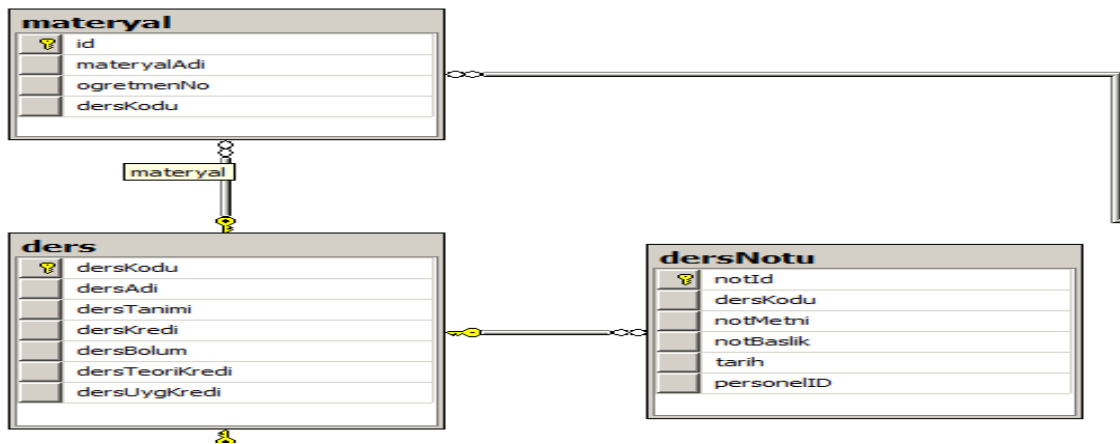 materyal
id
materyalAdi
ogretmenNo
dersKodu
materyal
ders
dersKodu
dersAdi
dersTanimi
dersKredi
dersBolum
dersTeoriKredi
dersUygKredi
dersNotu
notId
dersKodu
notMetni
notBaslik
tarih
personelID